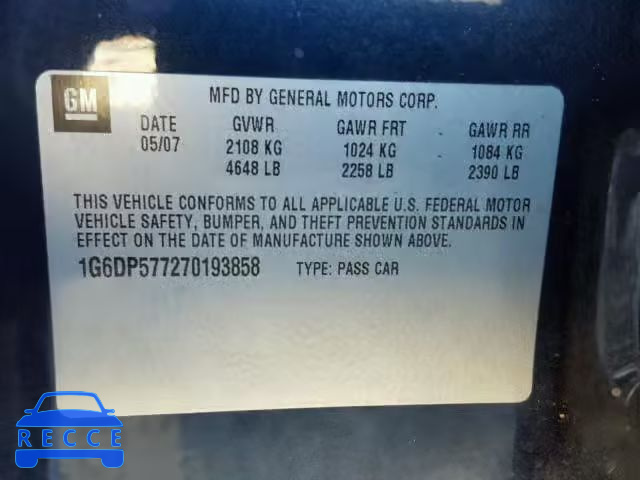 GM
MFD BY GENERAL MOTORS CORP.
DATE GVWR GAWR FRT GAWR RR
05/07 2108 KG 1024 KG 1084 KG
4648 LB 2258 LB 2390 LB
THIS VEHICLE CONFORMS TO ALL APPLICABLE U.S. FEDERAL MOTOR
VEHICLE SAFETY, BUMPER, AND THEFT PREVENTION STANDARDS IN
EFFECT ON THE DATE OF MANUFACTURE SHOWN ABOVE.
1G6DP577270193858 TYPE: PASS CAR
RECCE